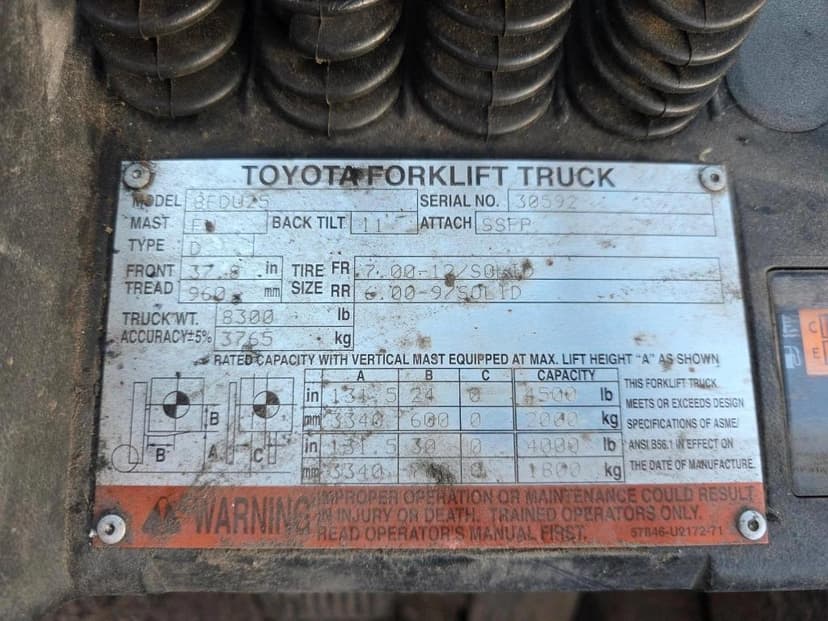 TOYOTA FORKLIFT TRUCK
MODEL 8FDU25 SERIAL NO. 30592
MAST BACK TILT 11 ATTACH SSFP
TYPE D
FRONT TREAD 37.8 in TIRE SIZE FR 7.00-12/SOLID
960 mm RR 6.00-9/SOLID
TRUCK WT. 8300 lb
ACCURACY±5% 3765 kg
RATED CAPACITY WITH VERTICAL MAST EQUIPPED AT MAX. LIFT HEIGHT "A" AS SHOWN
A B C CAPACITY
in 131.5 24 0 4500 lb
mm 3340 600 0 2000 kg
in 131.5 30 0 4000 lb
mm 3340 0 1800 kg
B B A C
THIS FORKLIFT TRUCK
MEETS OR EXCEEDS DESIGN
SPECIFICATIONS OF ASME/
ANSI B56.1 IN EFFECT ON
THE DATE OF MANUFACTURE.
WARNING
IMPROPER OPERATION OR MAINTENANCE COULD RESULT
IN INJURY OR DEATH. TRAINED OPERATORS ONLY.
READ OPERATOR'S MANUAL FIRST.
57846-U2172-71
E
C
E